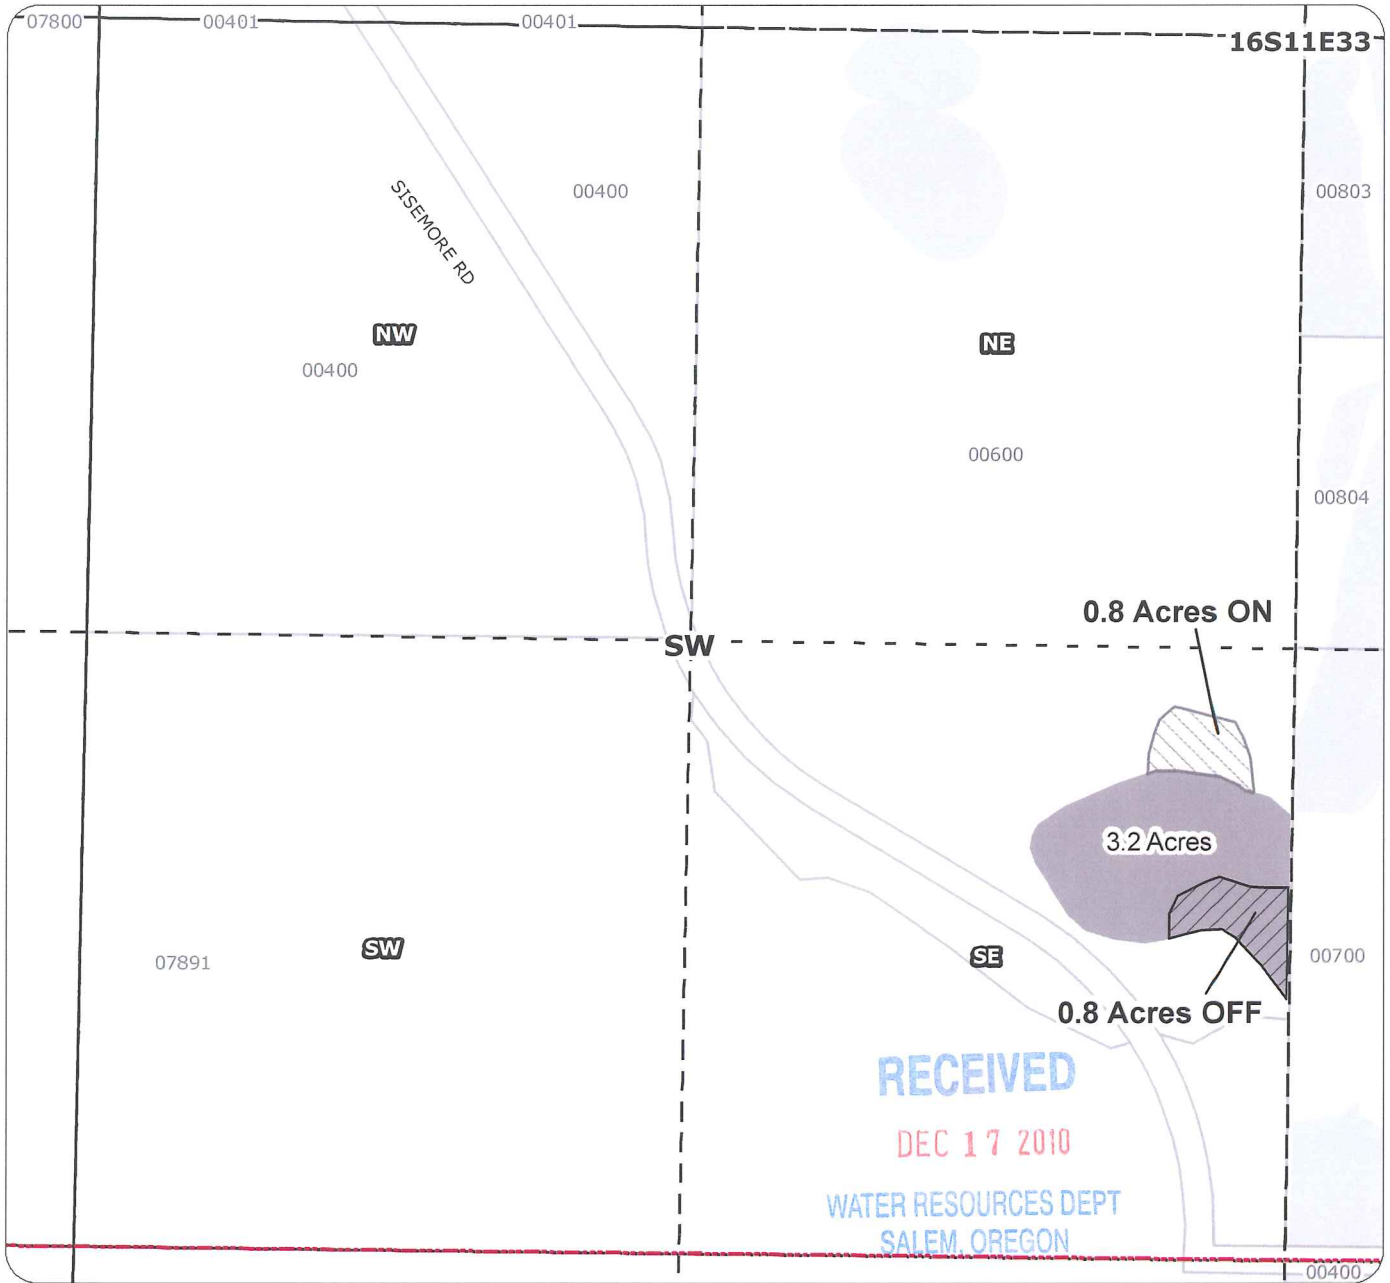 07800
00401
00401
16S11E33
SISEMORE RD
00400
00803
NW
NE
00400
00600
00804
0.8 Acres ON
SW
3.2 Acres
SW
SE
07891
00700
0.8 Acres OFF
RECEIVED
DEC 17 2010
WATER RESOURCES DEPT
SALEM, OREGON
00400